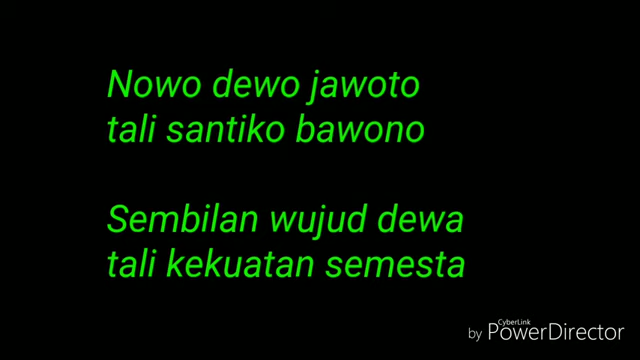 Nowo dewo jawoto
tali santiko bawono
Sembilan wujud dewa
tali kekuatan semesta
by CyberLink PowerDirector